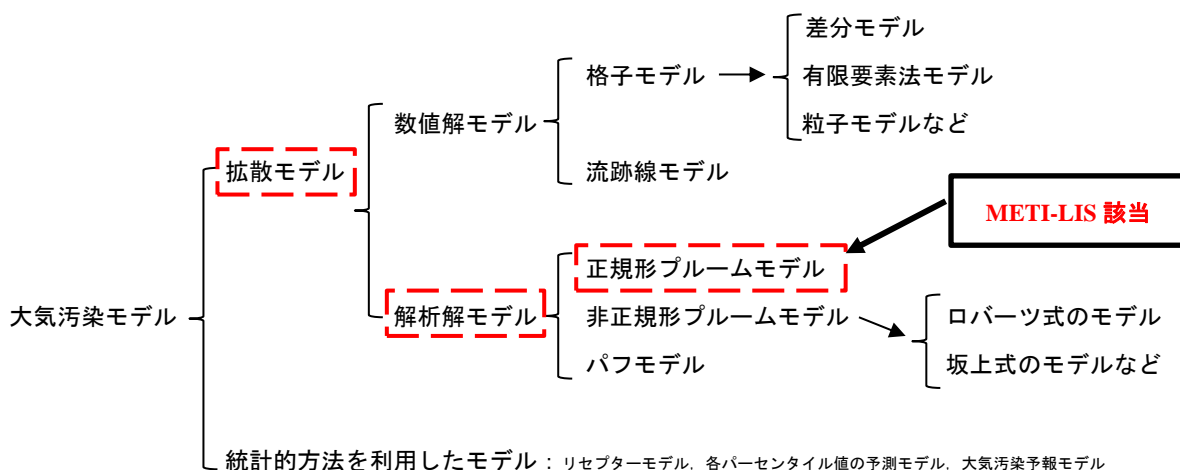 差分モデル
格子モデル
有限要素法モデル
数値解モデル
粒子モデルなど
拡散モデル
流跡線モデル
METI-LIS 該当
正規形プルームモデル
大気汚染モデル
解析解モデル
非正規形プルームモデル
ロバーツ式のモデル
パフモデル
坂上式のモデルなど
統計的方法を利用したモデル：リセプターモデル，各パーセンタイル値の予測モデル，大気汚染予報モデル